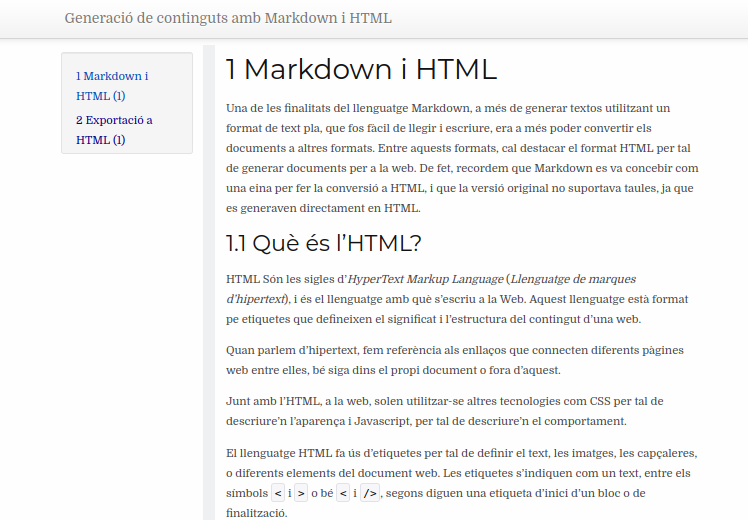 Generació de continguts amb Markdown i HTML
1 Markdown i
HTML (1)
2 Exportació a
HTML (1)
1 Markdown i HTML
Una de les finalitats del llenguatge Markdown, a més de generar textos utilitzant un
format de text pla, que fos fàcil de llegir i escriure, era a més poder convertir els
documents a altres formats. Entre aquests formats, cal destacar el format HTML per tal
de generar documents per a la web. De fet, recordem que Markdown es va concebir com
una eina per fer la conversió a HTML, i que la versió original no suportava taules, ja que
es generaven directament en HTML.
1.1 Què és l’HTML?
HTML Són les sigles d’HyperText Markup Language (Llenguatge de marques
d’hipertext), i és el llenguatge amb què s’escriu a la Web. Aquest llenguatge està format
pe etiquetes que defineixen el significat i l’estructura del contingut d’una web.
Quan parlem d’hipertext, fem referència als enllaços que connecten diferents pàgines
web entre elles, bé siga dins el propi document o fora d’aquest.
Junt amb l’HTML, a la web, solen utilitzar-se altres tecnologies com CSS per tal de
descriure’n l’aparença i Javascript, per tal de descriure’n el comportament.
El llenguatge HTML fa ús d’etiquetes per tal de definir el text, les imatges, les capçaleres,
o diferents elements del document web. Les etiquetes s’indiquen com un text, entre els
símbols < i > o bé < i />, segons diguen una etiqueta d’inici d’un bloc o de
finalització.